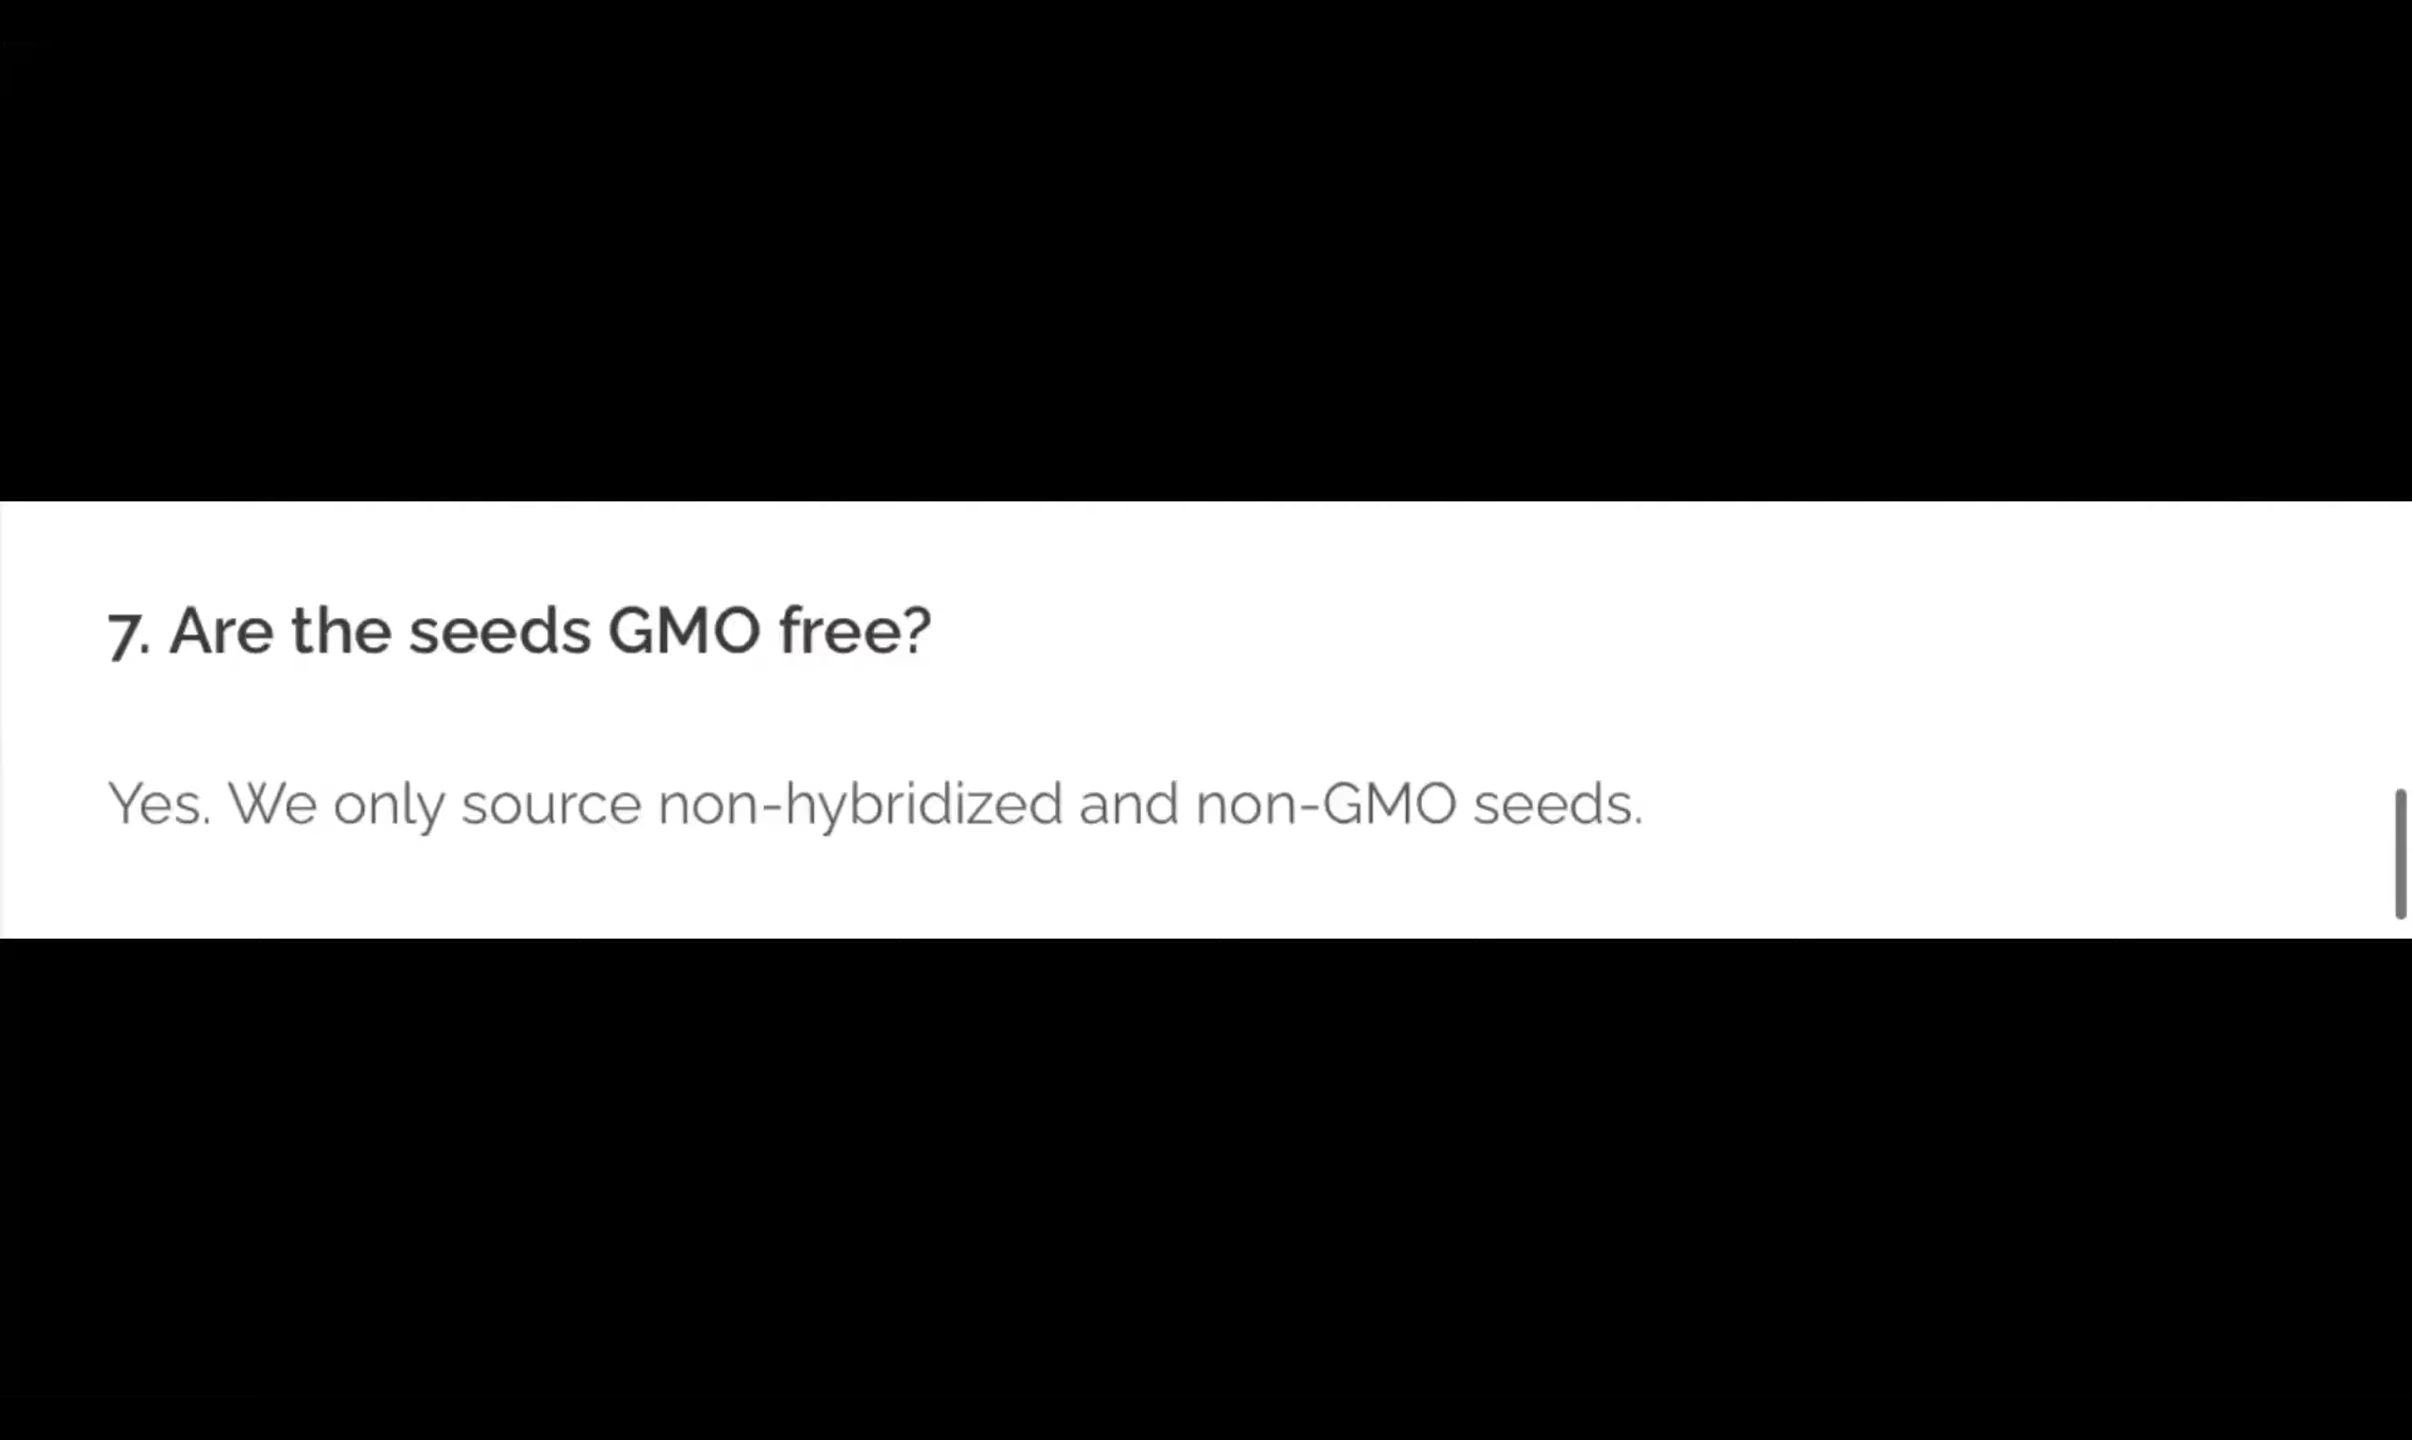 7. Are the seeds GMO free?
Yes. We only source non-hybridized and non-GMO seeds.